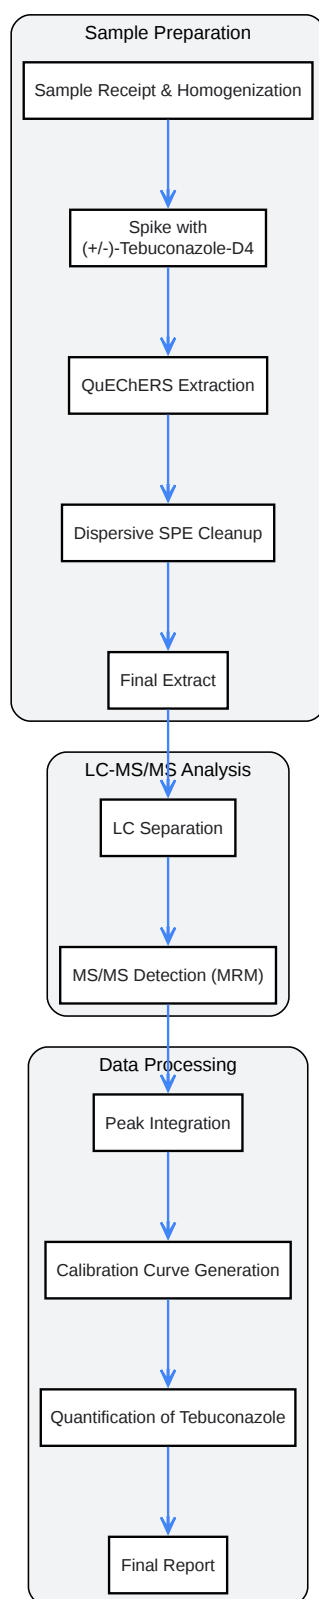 Sample Preparation
Sample Receipt & Homogenization
Spike with
(+/-)-Tebuconazole-D4
QuEChERS Extraction
Dispersive SPE Cleanup
Final Extract
LC-MS/MS Analysis
LC Separation
MS/MS Detection (MRM)
Data Processing
Peak Integration
Calibration Curve Generation
Quantification of Tebuconazole
Final Report